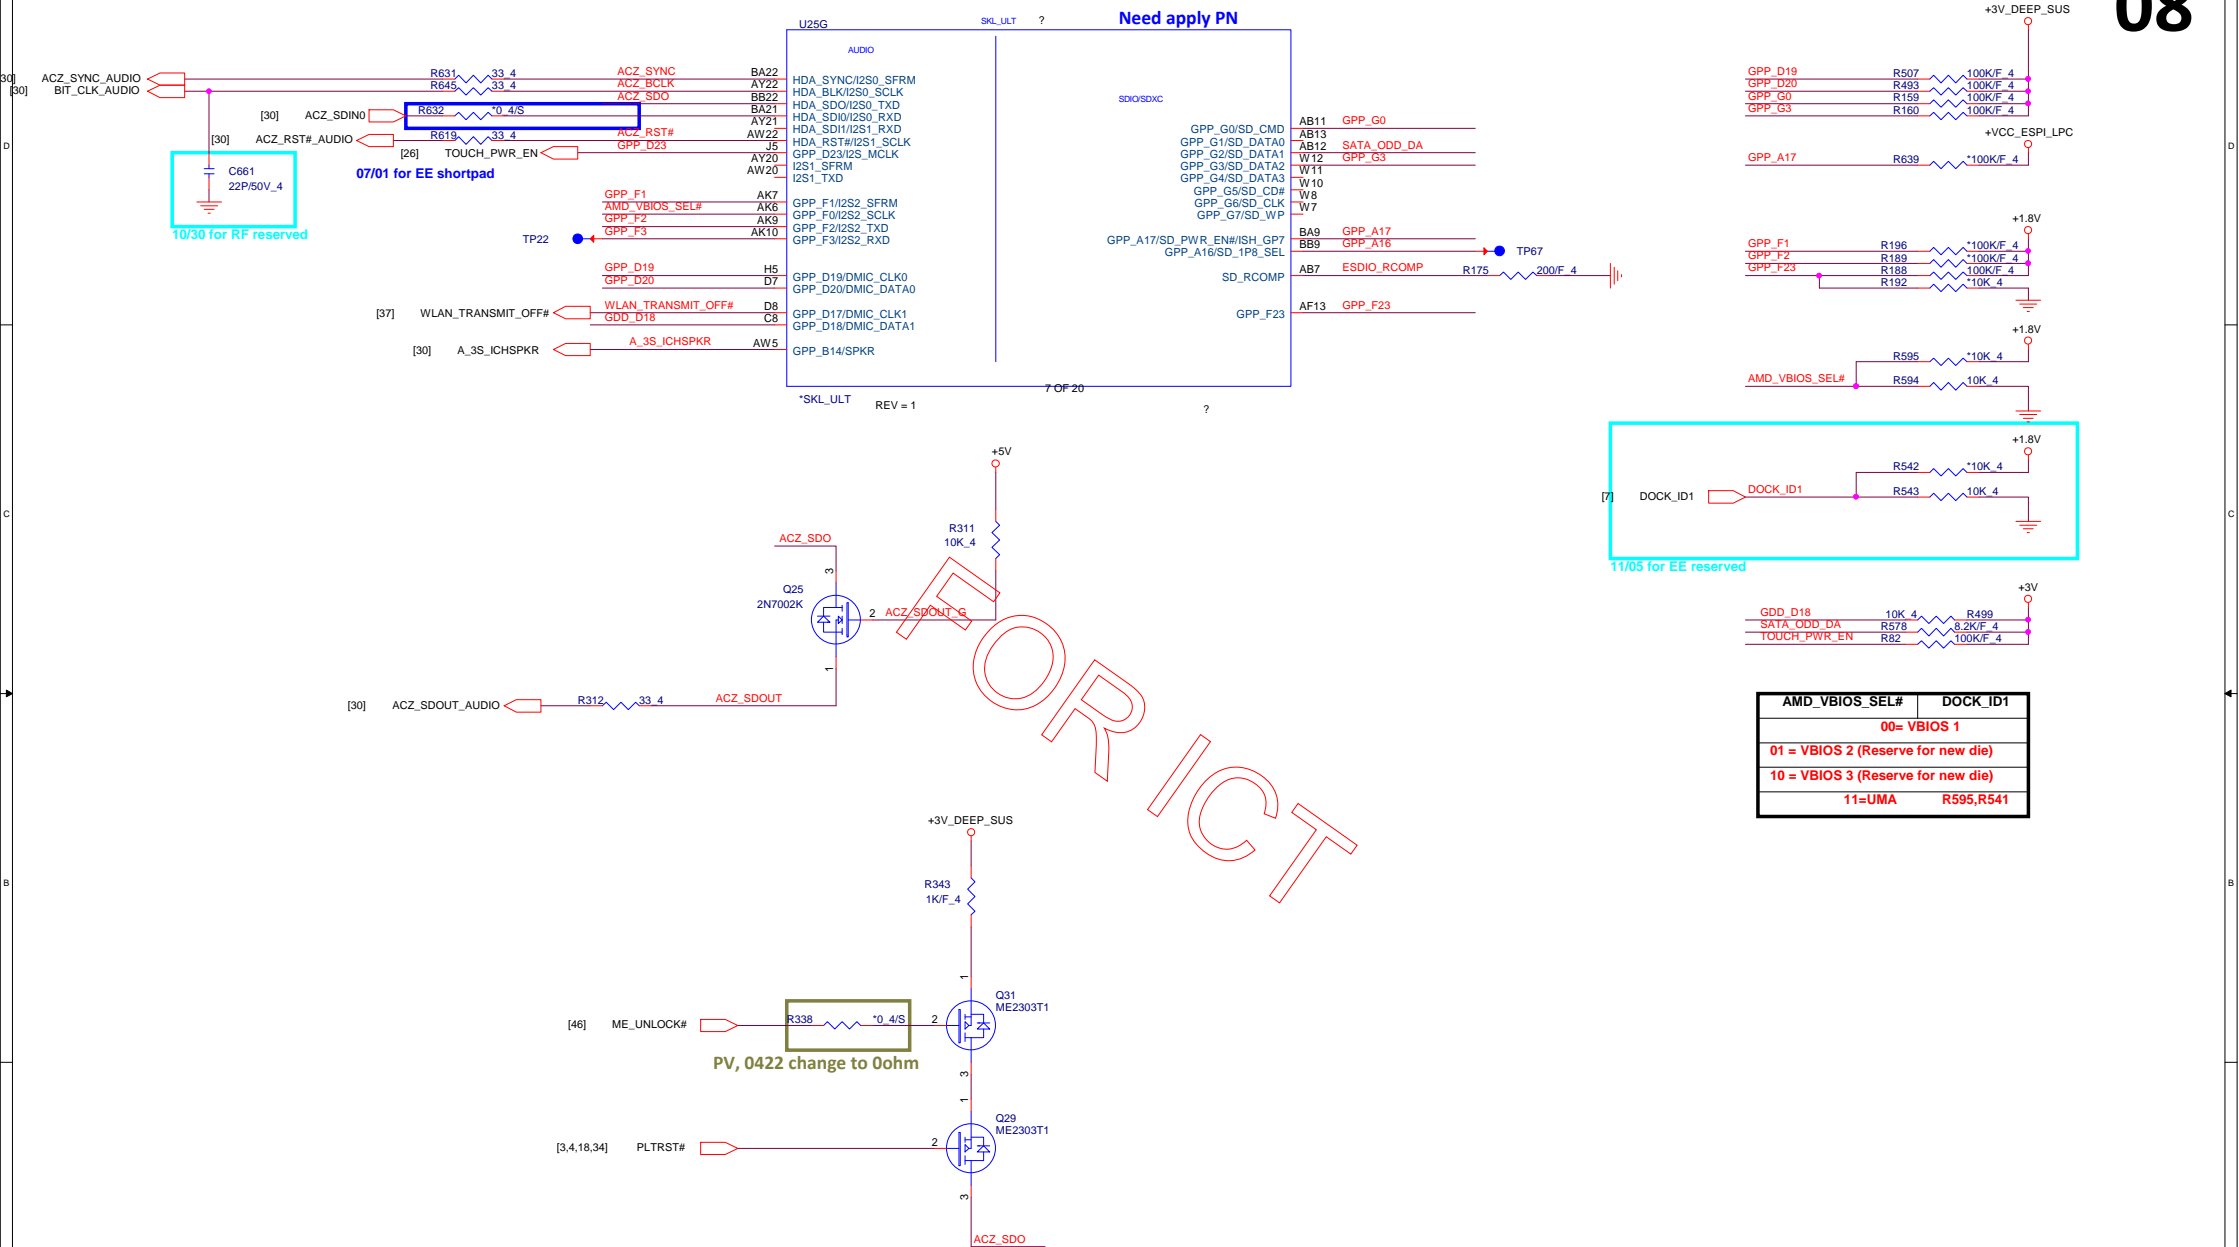 08
U25G
SKL_ULT
?
Need apply PN
AUDIO
SDIO/SDXC
[30] ACZ_SYNC_AUDIO R631 33_4 ACZ_SYNC BA22 HDA_SYNC/I2S0_SFRM
[30] BIT_CLK_AUDIO R645 33_4 ACZ_BCLK AY22 HDA_BLK/I2S0_SCLK
ACZ_SDO BB22 HDA_SDO/I2S0_TXD
[30] ACZ_SDIN0 R632 *0_4/S BA21 HDA_SDI0/I2S0_RXD
AY21 HDA_SDI1/I2S1_RXD
[30] ACZ_RST#_AUDIO R619 33_4 ACZ_RST# AW22 HDA_RST#/I2S1_SCLK
[26] TOUCH_PWR_EN GPP_D23 J5 GPP_D23/I2S_MCLK
AY20 I2S1_SFRM
AW20 I2S1_TXD
07/01 for EE shortpad
C661
22P/50V_4
10/30 for RF reserved
GPP_F1 AK7 GPP_F1/I2S2_SFRM
AMD_VBIOS_SEL# AK6 GPP_F0/I2S2_SCLK
GPP_F2 AK9 GPP_F2/I2S2_TXD
TP22 GPP_F3 AK10 GPP_F3/I2S2_RXD
GPP_D19 H5 GPP_D19/DMIC_CLK0
GPP_D20 D7 GPP_D20/DMIC_DATA0
[37] WLAN_TRANSMIT_OFF# WLAN_TRANSMIT_OFF# D8 GPP_D17/DMIC_CLK1
GDD_D18 C8 GPP_D18/DMIC_DATA1
[30] A_3S_ICHSPKR A_3S_ICHSPKR AW5 GPP_B14/SPKR
GPP_G0/SD_CMD AB11 GPP_G0
GPP_G1/SD_DATA0 AB13
GPP_G2/SD_DATA1 AB12 SATA_ODD_DA
GPP_G3/SD_DATA2 W12 GPP_G3
GPP_G4/SD_DATA3 W11
GPP_G5/SD_CD# W10
GPP_G6/SD_CLK W8
GPP_G7/SD_WP W7
GPP_A17/SD_PWR_EN#/ISH_GP7 BA9 GPP_A17
GPP_A16/SD_1P8_SEL BB9 GPP_A16 TP67
SD_RCOMP AB7 ESDIO_RCOMP R175 200/F_4
GPP_F23 AF13 GPP_F23
*SKL_ULT
REV = 1
7 OF 20
?
+3V_DEEP_SUS
GPP_D19 R507 100K/F_4
GPP_D20 R493 100K/F_4
GPP_G0 R159 100K/F_4
GPP_G3 R160 100K/F_4
+VCC_ESPI_LPC
GPP_A17 R639 *100K/F_4
+1.8V
GPP_F1 R196 *100K/F_4
GPP_F2 R189 *100K/F_4
GPP_F23 R188 100K/F_4
R192 *10K_4
+1.8V
R595 *10K_4
AMD_VBIOS_SEL# R594 10K_4
+1.8V
R542 *10K_4
[7] DOCK_ID1 DOCK_ID1 R543 10K_4
11/05 for EE reserved
+3V
GDD_D18 10K_4 R499
SATA_ODD_DA R578 8.2K/F_4
TOUCH_PWR_EN R82 100K/F_4
AMD_VBIOS_SEL# DOCK_ID1
00= VBIOS 1
01 = VBIOS 2 (Reserve for new die)
10 = VBIOS 3 (Reserve for new die)
11=UMA R595,R541
+5V
R311
10K_4
ACZ_SDO
3
Q25
2N7002K
2 ACZ_SDOUT_G
1
[30] ACZ_SDOUT_AUDIO R312 33_4 ACZ_SDOUT
FOR ICT
+3V_DEEP_SUS
R343
1K/F_4
1
Q31
ME2303T1
[46] ME_UNLOCK# R338 *0_4/S 2
PV, 0422 change to 0ohm
3
1
Q29
ME2303T1
[3,4,18,34] PLTRST# 2
3
ACZ_SDO
D
D
C
C
B
B